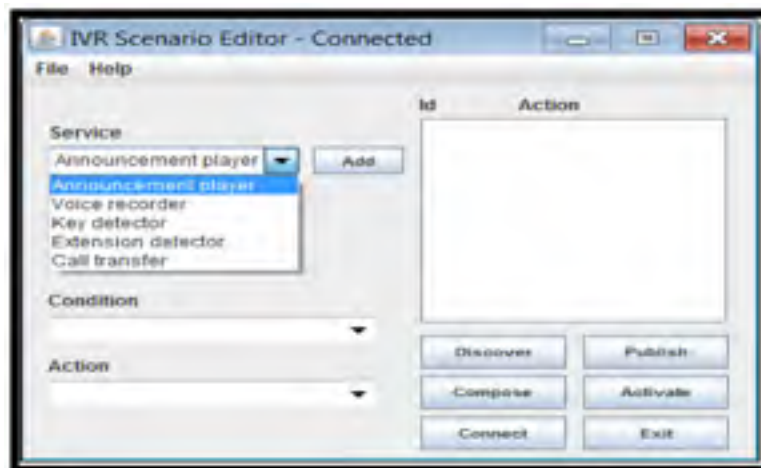 IVR Scenario Editor - Connected
File Help
Id Action
Service
Announcement player Add
Announcement player
Voice recorder
Key detector
Extension detector
Call transfer
Condition
Action
Discover Publish
Compose Activate
Connect Exit